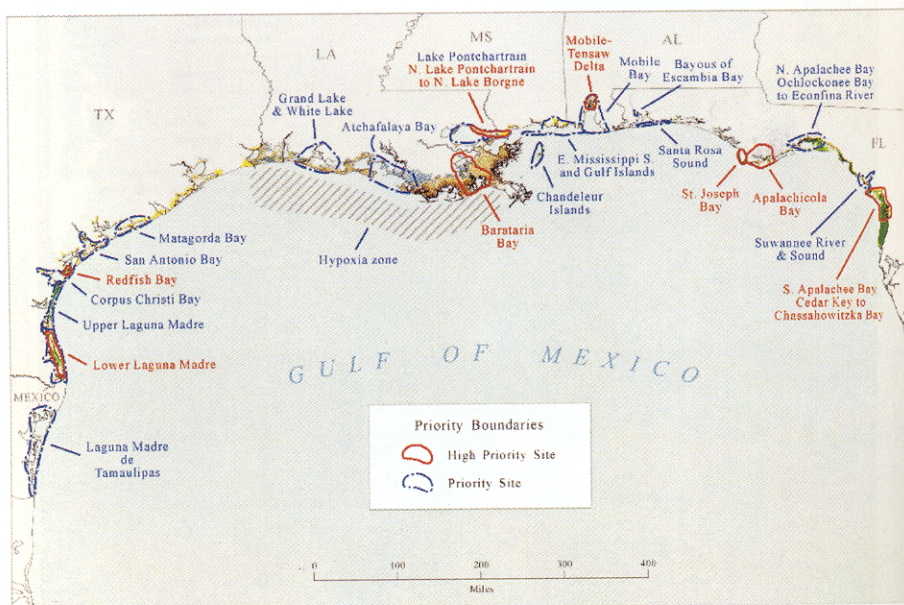 MS
AL
LA
TX
FL
MEXICO
Lake Pontchartrain
N. Lake Pontchartrain
to N. Lake Borgne
Mobile-
Tensaw
Delta
Mobile
Bay
Bayous of
Escambia Bay
N. Apalachee Bay
Ochlockonee Bay
to Econfina River
Grand Lake
& White Lake
Atchafalaya Bay
E. Mississippi S.
and Gulf Islands
Santa Rosa
Sound
Chandeleur
Islands
St. Joseph
Bay
Apalachicola
Bay
Barataria
Bay
Suwannee River
& Sound
Hypoxia zone
Matagorda Bay
San Antonio Bay
Redfish Bay
Corpus Christi Bay
Upper Laguna Madre
Lower Laguna Madre
S. Apalachee Bay
Cedar Key to
Chassahowitzka Bay
GULF OF MEXICO
Laguna Madre
de
Tamaulipas
Priority Boundaries
High Priority Site
Priority Site
0 100 200 300 400
Miles